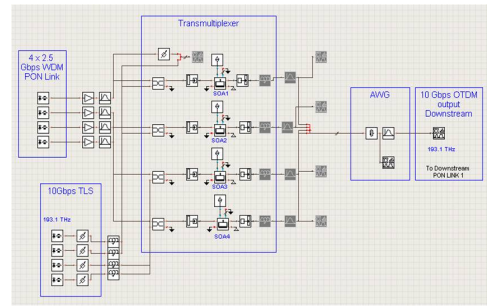 Transmultiplexer
4 x 2.5
Gbps WDM
PON Link
SOA1
SOA2
SOA3
SOA4
AWG
10 Gbps OTDM
output
Downstream
193.1 THz
To Downstream
PON LINK 1
10Gbps TLS
193.1 THz